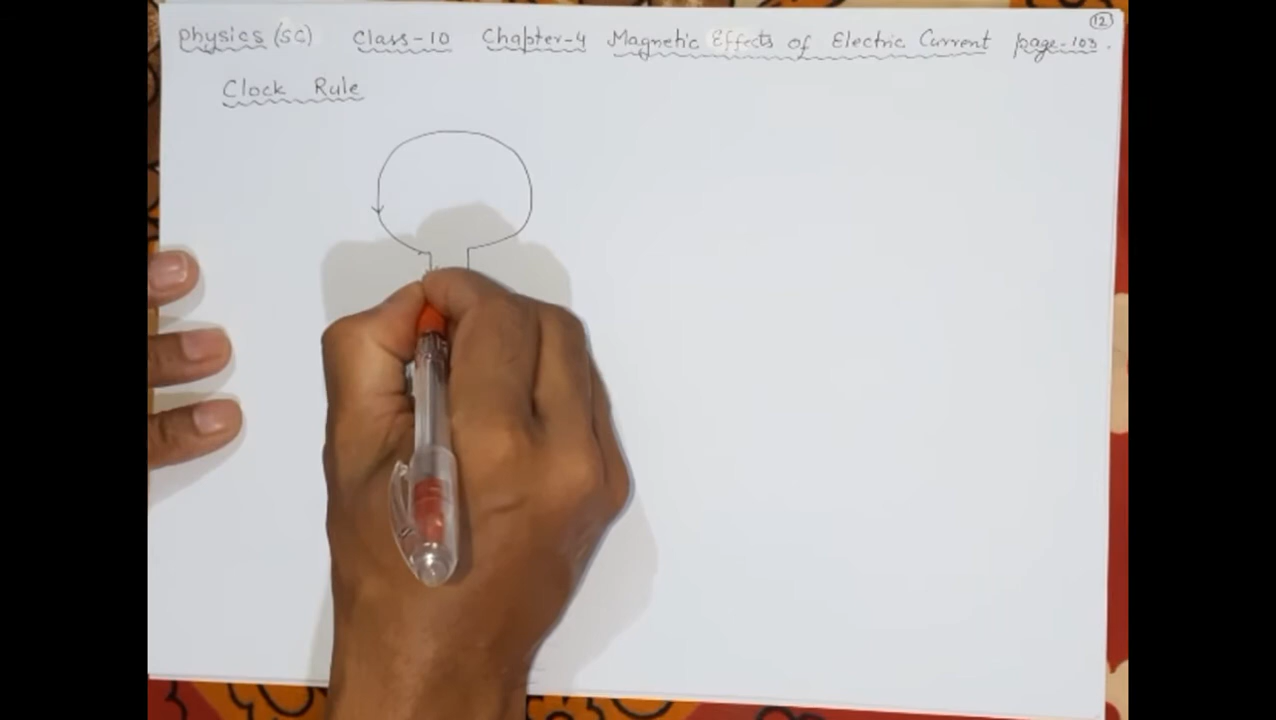 12
Physics (SC) Class-10 Chapter-4 Magnetic Effects of Electric Current page-103.
Clock Rule